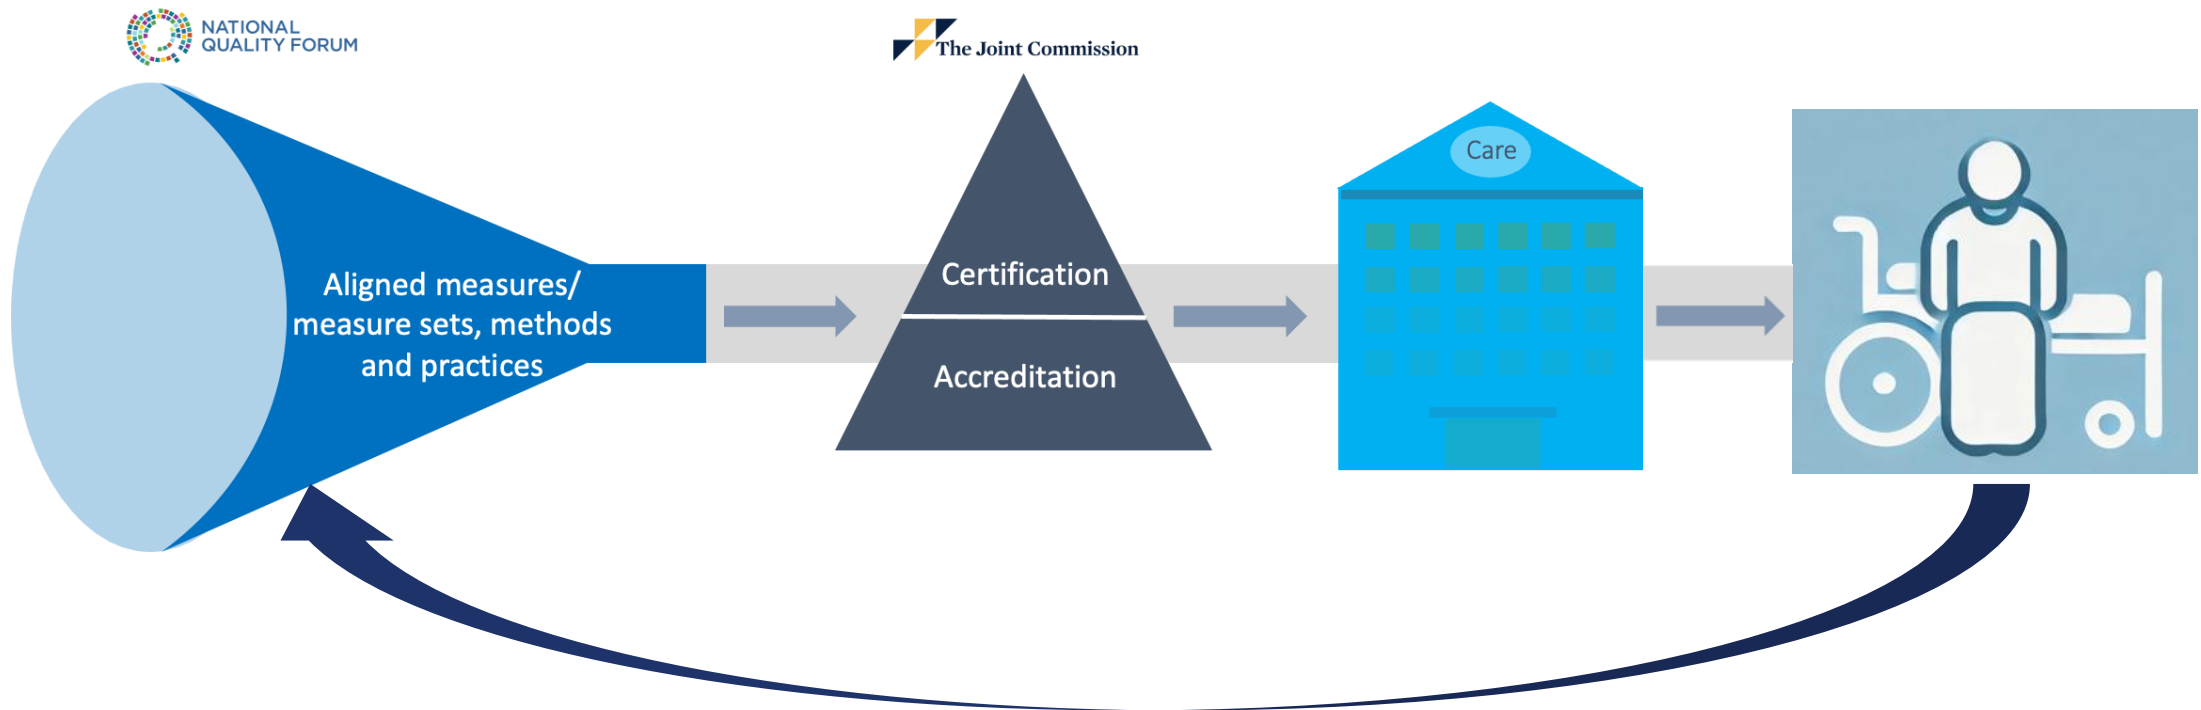 NATIONAL
QUALITY FORUM
The Joint Commission
Care
Aligned measures/
measure sets, methods
and practices
Certification
Accreditation